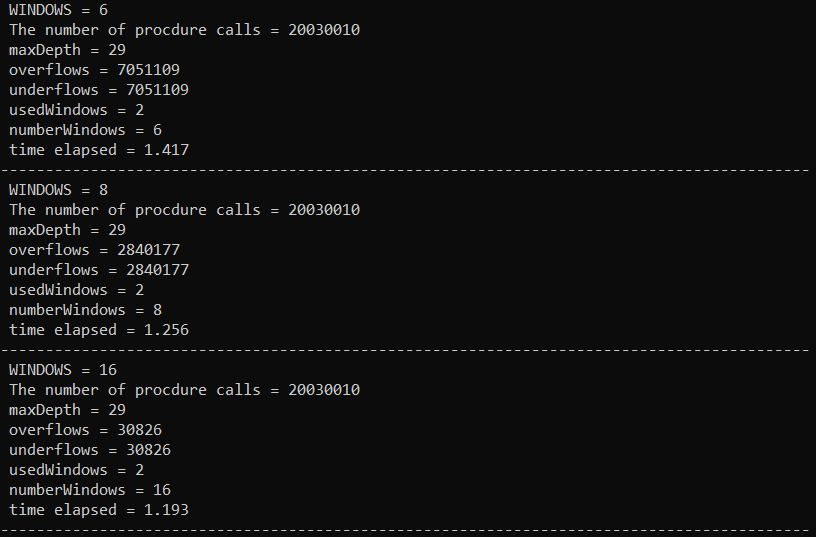 WINDOWS = 6
The number of procdure calls = 20030010
maxDepth = 29
overflows = 7051109
underflows = 7051109
usedWindows = 2
numberWindows = 6
time elapsed = 1.417
------------------------------------------------------------------------------------------
WINDOWS = 8
The number of procdure calls = 20030010
maxDepth = 29
overflows = 2840177
underflows = 2840177
usedWindows = 2
numberWindows = 8
time elapsed = 1.256
------------------------------------------------------------------------------------------
WINDOWS = 16
The number of procdure calls = 20030010
maxDepth = 29
overflows = 30826
underflows = 30826
usedWindows = 2
numberWindows = 16
time elapsed = 1.193
------------------------------------------------------------------------------------------